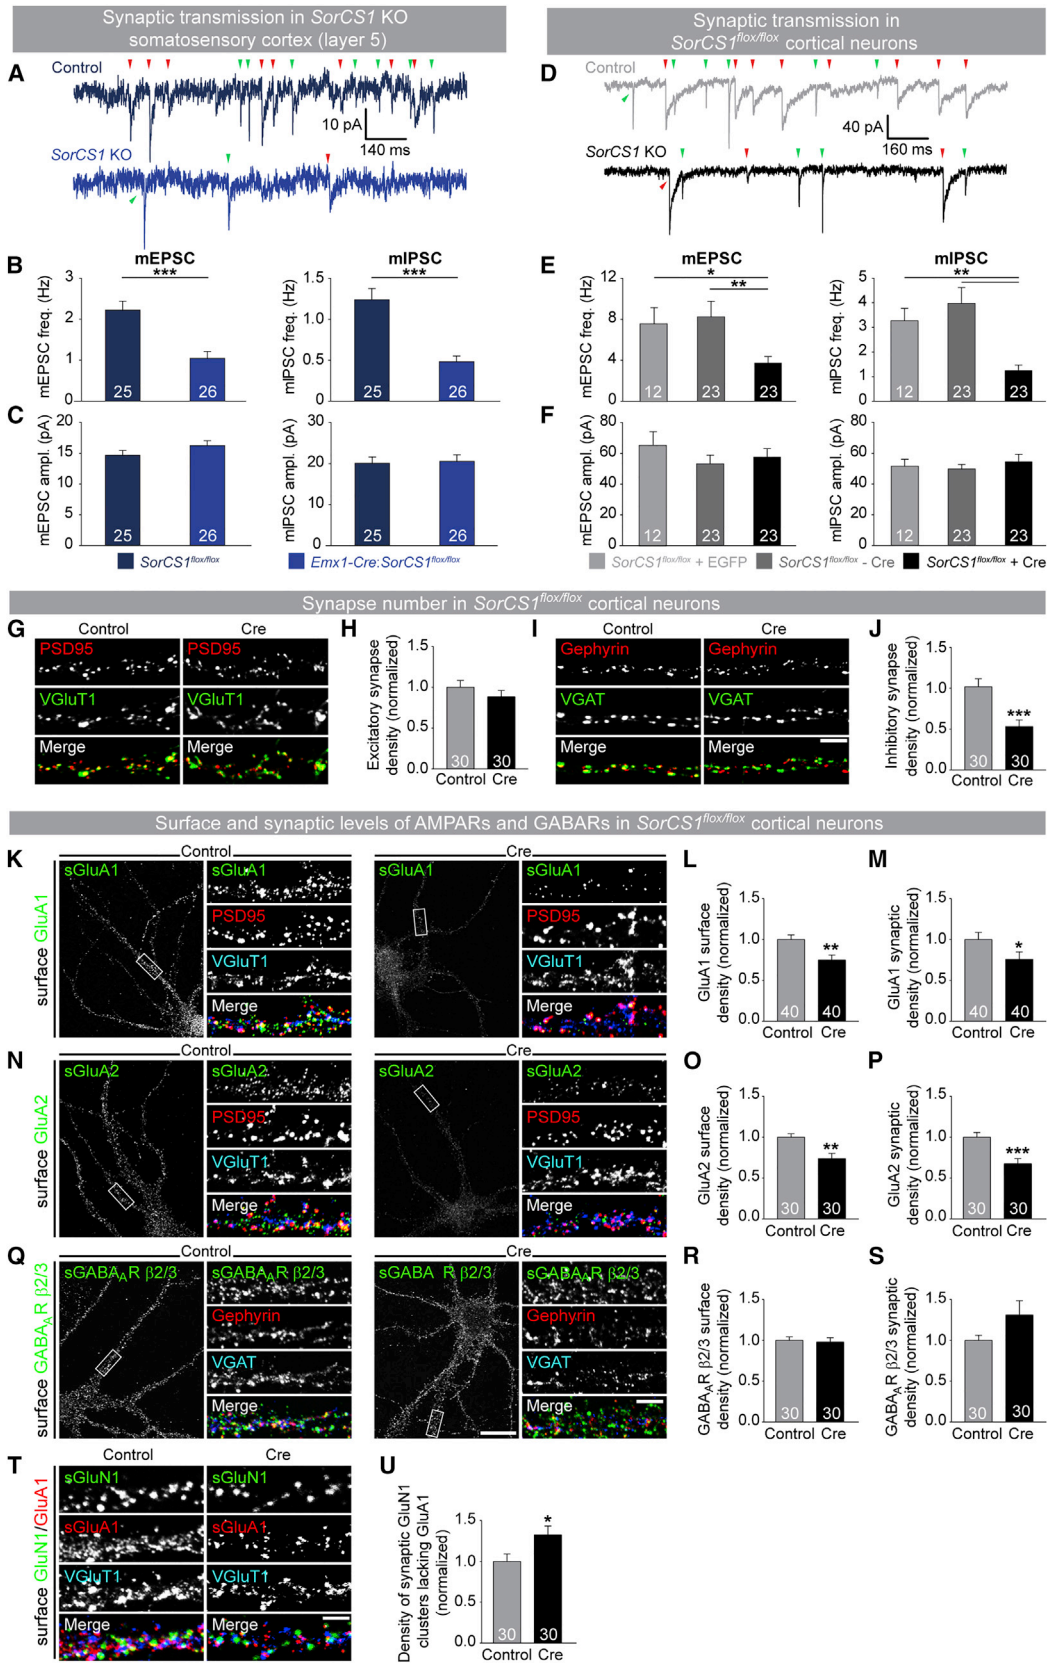 Synaptic transmission in SorCS1 KO
somatosensory cortex (layer 5)
Synaptic transmission in
SorCS1flox/flox cortical neurons
A
Control
10 pA
140 ms
SorCS1 KO
D
Control
40 pA
160 ms
SorCS1 KO
B
mEPSC
***
mEPSC freq. (Hz)
3
2
1
0
25
26
mIPSC
***
mIPSC freq. (Hz)
1.5
1.0
0.5
0.0
25
26
E
mEPSC
*
**
mEPSC freq. (Hz)
12
8
4
0
12
23
23
mIPSC
**
mIPSC freq. (Hz)
5
4
3
2
1
0
12
23
23
C
mEPSC ampl. (pA)
20
15
10
5
0
25
26
mIPSC ampl. (pA)
30
20
10
0
25
26
F
mEPSC ampl. (pA)
80
60
40
20
0
12
23
23
mIPSC ampl. (pA)
80
60
40
20
0
12
23
23
SorCS1flox/flox
Emx1-Cre:SorCS1flox/flox
SorCS1flox/flox + EGFP
SorCS1flox/flox - Cre
SorCS1flox/flox + Cre
Synapse number in SorCS1flox/flox cortical neurons
G
Control
Cre
PSD95
PSD95
VGluT1
VGluT1
Merge
Merge
H
Excitatory synapse
density (normalized)
1.5
1.0
0.5
0.0
30
30
Control
Cre
I
Control
Cre
Gephyrin
Gephyrin
VGAT
VGAT
Merge
Merge
J
Inhibitory synapse
density (normalized)
1.5
1.0
0.5
0.0
***
30
30
Control
Cre
Surface and synaptic levels of AMPARs and GABARs in SorCS1flox/flox cortical neurons
K
surface GluA1
Control
sGluA1
sGluA1
PSD95
VGluT1
Merge
Cre
sGluA1
sGluA1
PSD95
VGluT1
Merge
L
GluA1 surface
density (normalized)
1.5
1.0
0.5
0.0
**
40
40
Control
Cre
M
GluA1 synaptic
density (normalized)
1.5
1.0
0.5
0.0
*
40
40
Control
Cre
N
surface GluA2
Control
sGluA2
sGluA2
PSD95
VGluT1
Merge
Cre
sGluA2
sGluA2
PSD95
VGluT1
Merge
O
GluA2 surface
density (normalized)
1.5
1.0
0.5
0.0
**
30
30
Control
Cre
P
GluA2 synaptic
density (normalized)
1.5
1.0
0.5
0.0
***
30
30
Control
Cre
Q
surface GABAAR β2/3
Control
sGABAAR β2/3
sGABAAR β2/3
Gephyrin
VGAT
Merge
Cre
sGABA R β2/3
sGABAAR β2/3
Gephyrin
VGAT
Merge
R
GABAAR β2/3 surface
density (normalized)
1.5
1.0
0.5
0.0
30
30
Control
Cre
S
GABAAR β2/3 synaptic
density (normalized)
1.5
1.0
0.5
0.0
30
30
Control
Cre
T
surface GluN1/GluA1
Control
Cre
sGluN1
sGluN1
sGluA1
sGluA1
VGluT1
VGluT1
Merge
Merge
U
Density of synaptic GluN1
clusters lacking GluA1
(normalized)
1.5
1.0
0.5
0.0
*
30
30
Control
Cre